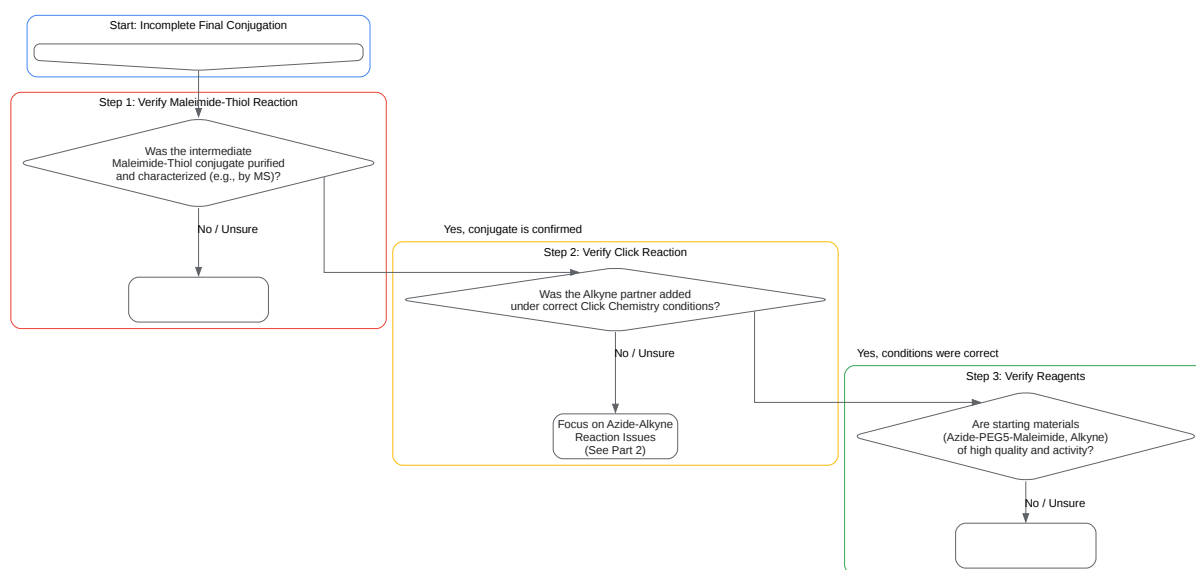 Start: Incomplete Final Conjugation
Step 1: Verify Maleimide-Thiol Reaction
Was the intermediate
Maleimide-Thiol conjugate purified
and characterized (e.g., by MS)?
No / Unsure
Yes, conjugate is confirmed
Step 2: Verify Click Reaction
Was the Alkyne partner added
under correct Click Chemistry conditions?
No / Unsure
Focus on Azide-Alkyne
Reaction Issues
(See Part 2)
Yes, conditions were correct
Step 3: Verify Reagents
Are starting materials
(Azide-PEG5-Maleimide, Alkyne)
of high quality and activity?
No / Unsure